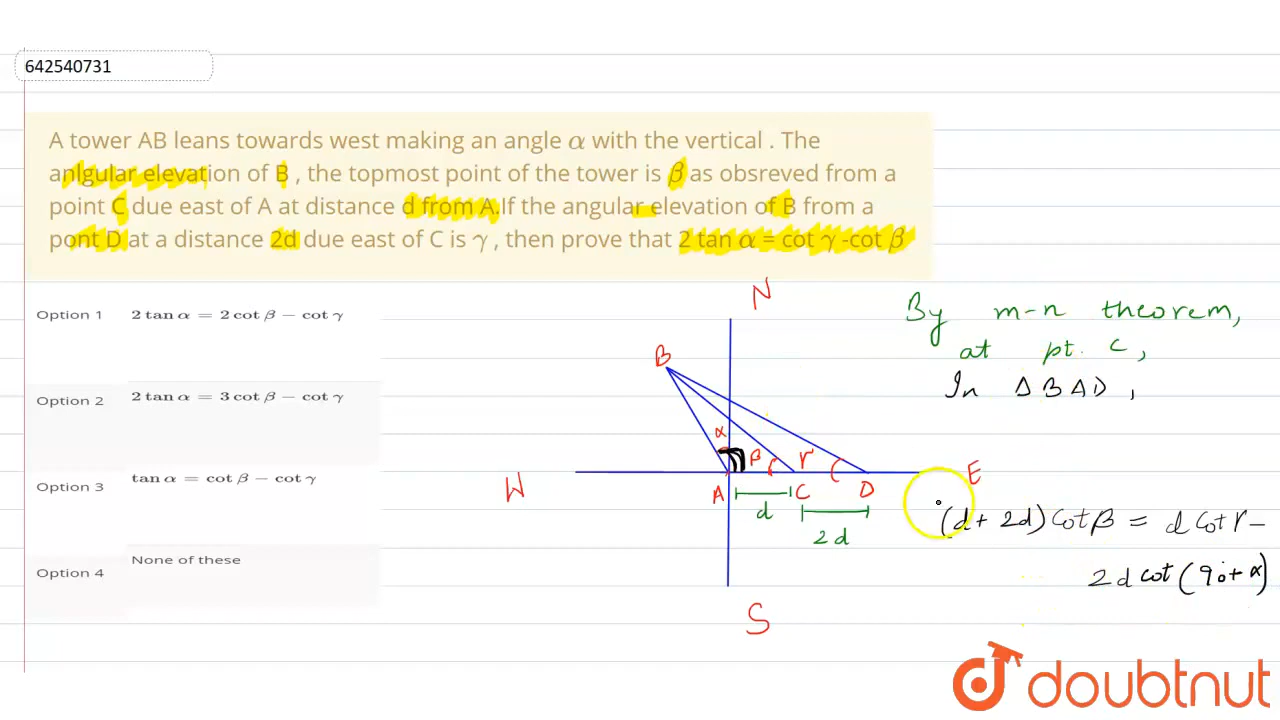 642540731
A tower AB leans towards west making an angle α with the vertical . The
anlgular elevation of B , the topmost point of the tower is β as obsreved from a
point C due east of A at distance d from A.If the angular elevation of B from a
pont D at a distance 2d due east of C is γ , then prove that 2 tan α = cot γ -cot β
Option 1 2 tan α = 2 cot β − cot γ
Option 2 2 tan α = 3 cot β − cot γ
Option 3 tan α = cot β − cot γ
Option 4 None of these
N
B
α
β r
W A C D E
d
2d
S
By m-n theorem,
at pt. C,
In Δ BAD,
(d+ 2d) cot β = d cot r −
2d cot (90+ α)
doubtnut